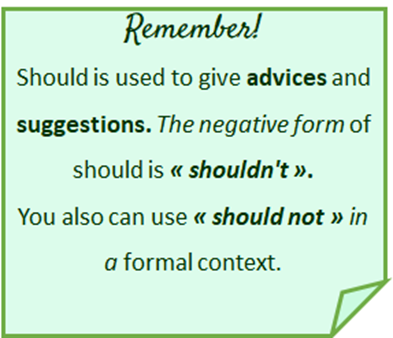 Remember!
Should is used to give advices and
suggestions. The negative form of
should is « shouldn't ».
You also can use « should not » in
a formal context.